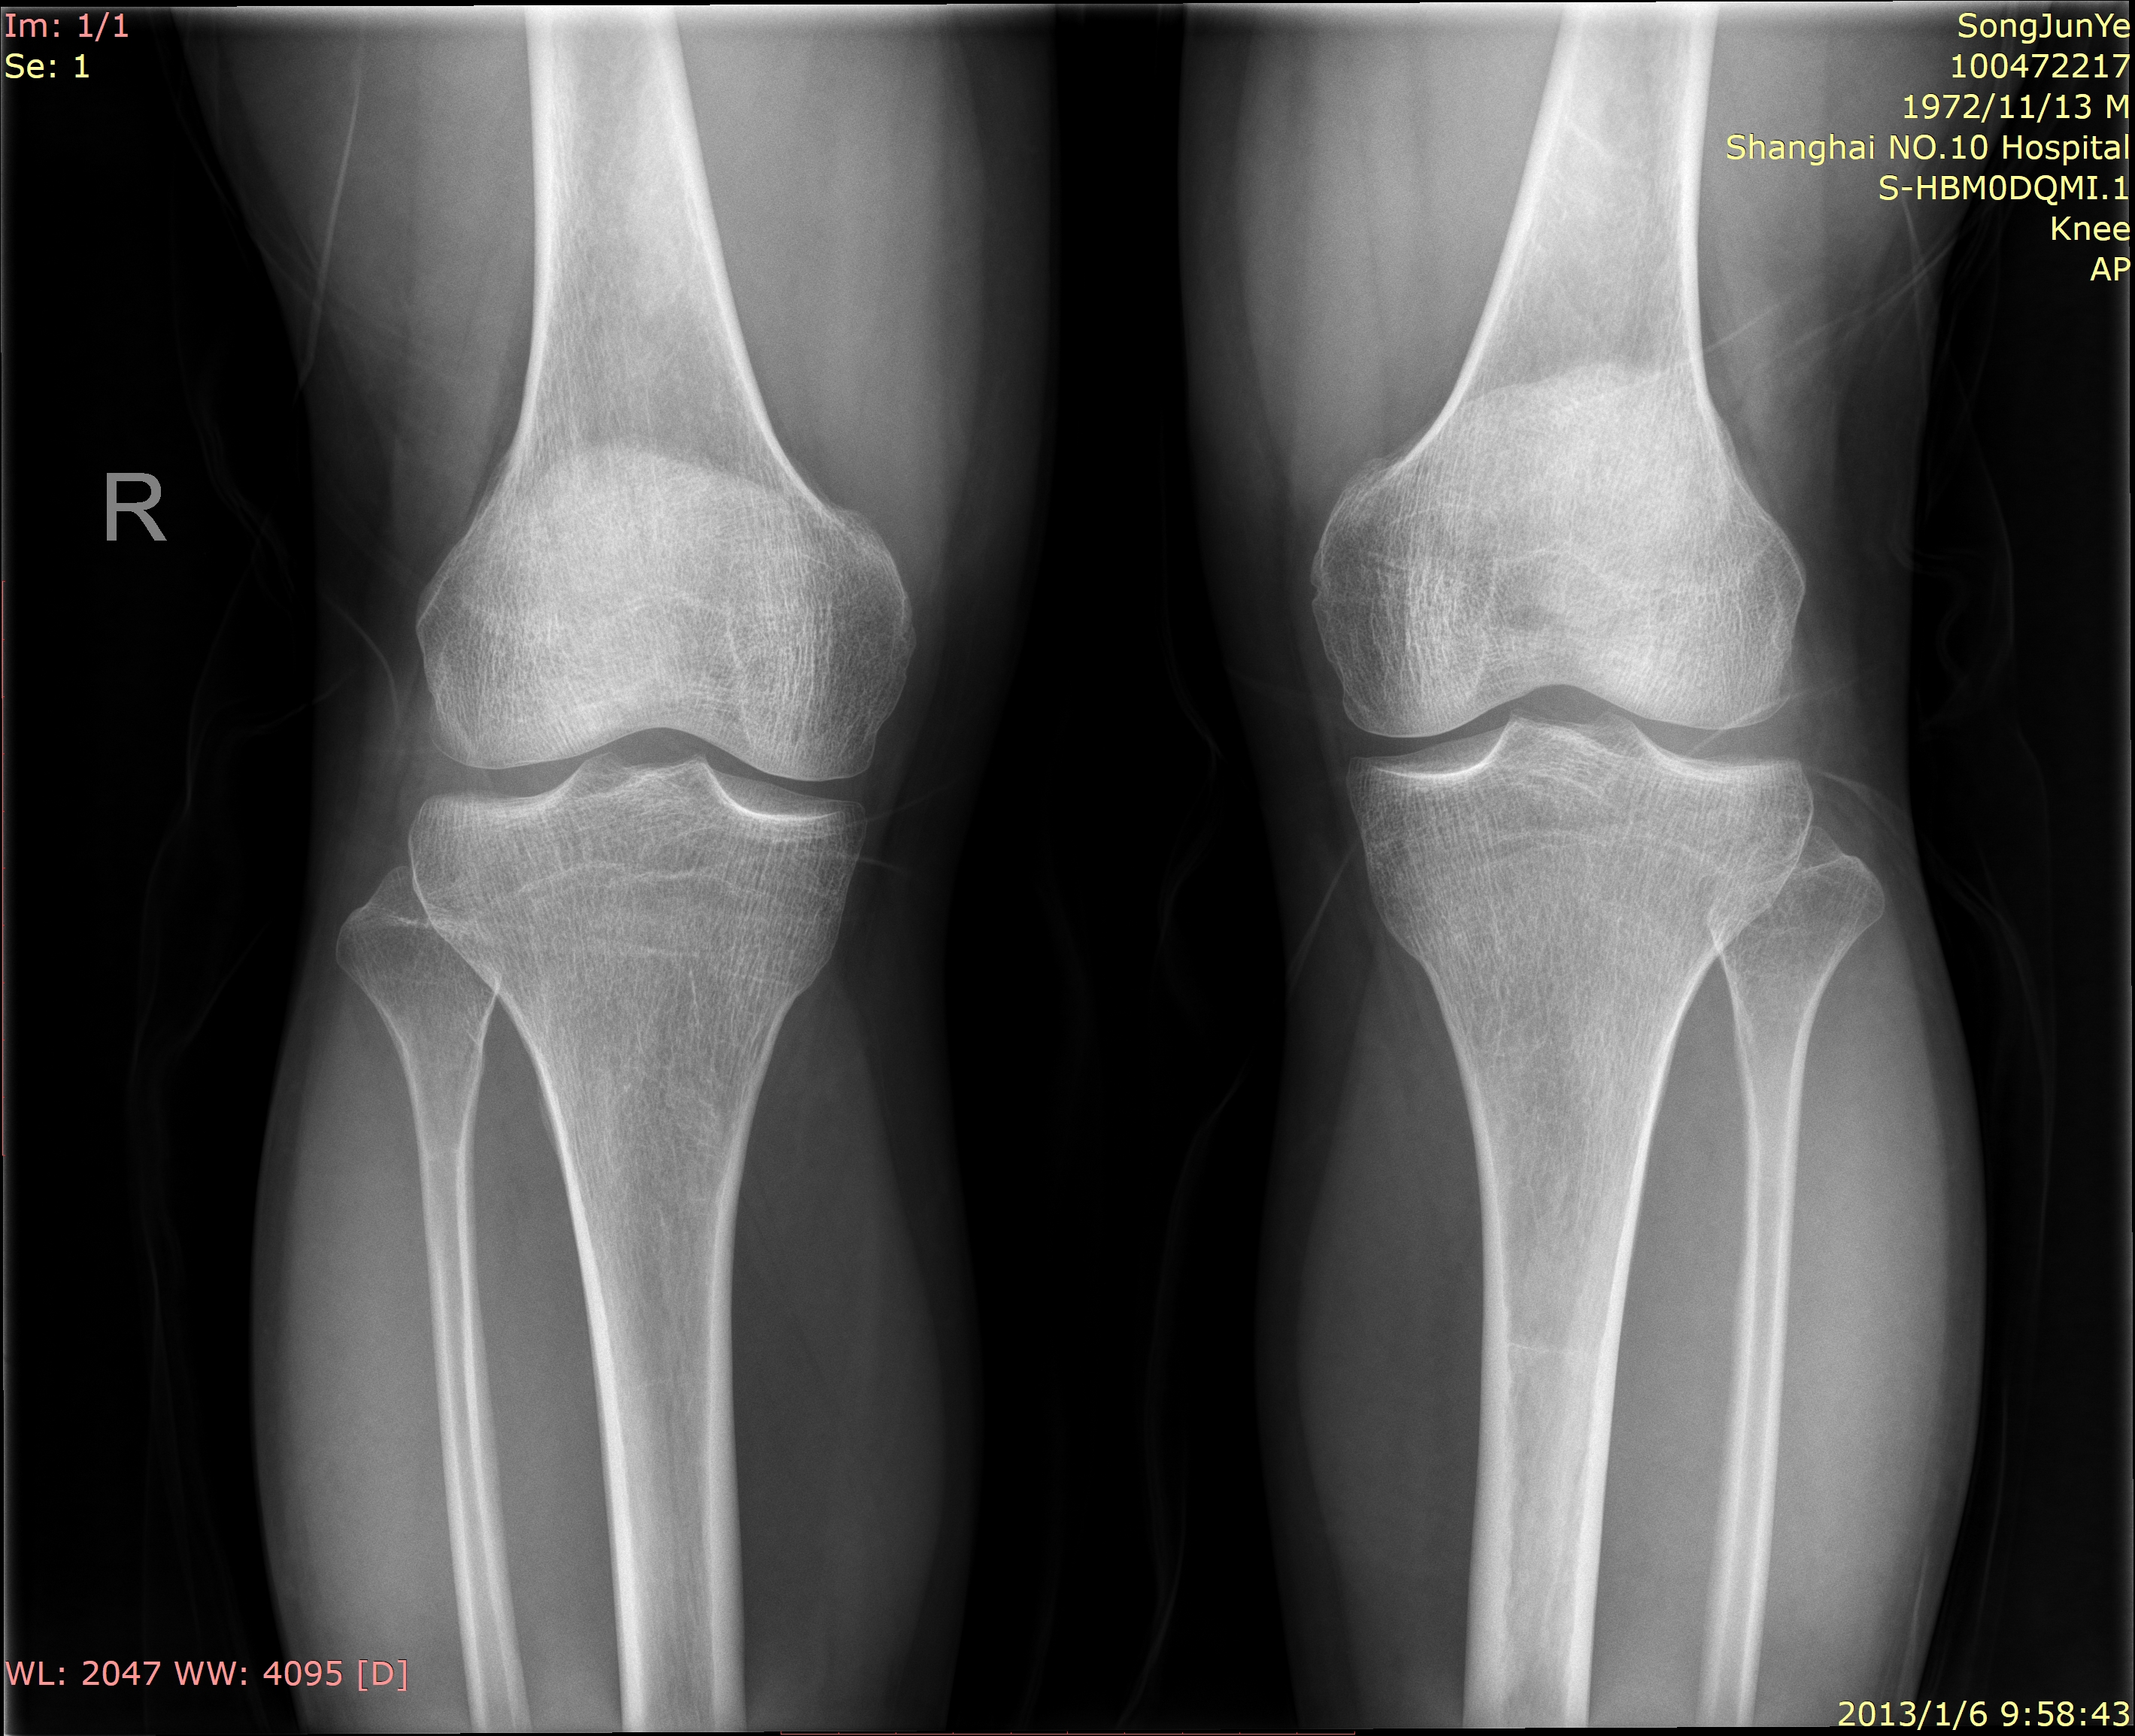 Im: 1/1
Se: 1
SongJunYe
100472217
1972/11/13 M
Shanghai NO.10 Hospital
S-HBM0DQMI.1
Knee
AP
R
WL: 2047 WW: 4095 [D]
2013/1/6 9:58:43